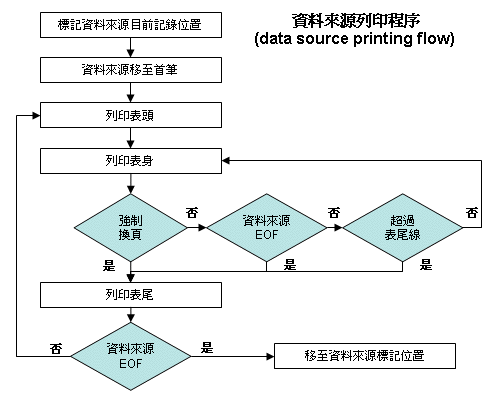 資料來源列印程序
(data source printing flow)
標記資料來源目前記錄位置
資料來源移至首筆
列印表頭
列印表身
強制
換頁
否
資料來源
EOF
否
超過
表尾線
否
是
是
是
列印表尾
資料來源
EOF
否
是
移至資料來源標記位置